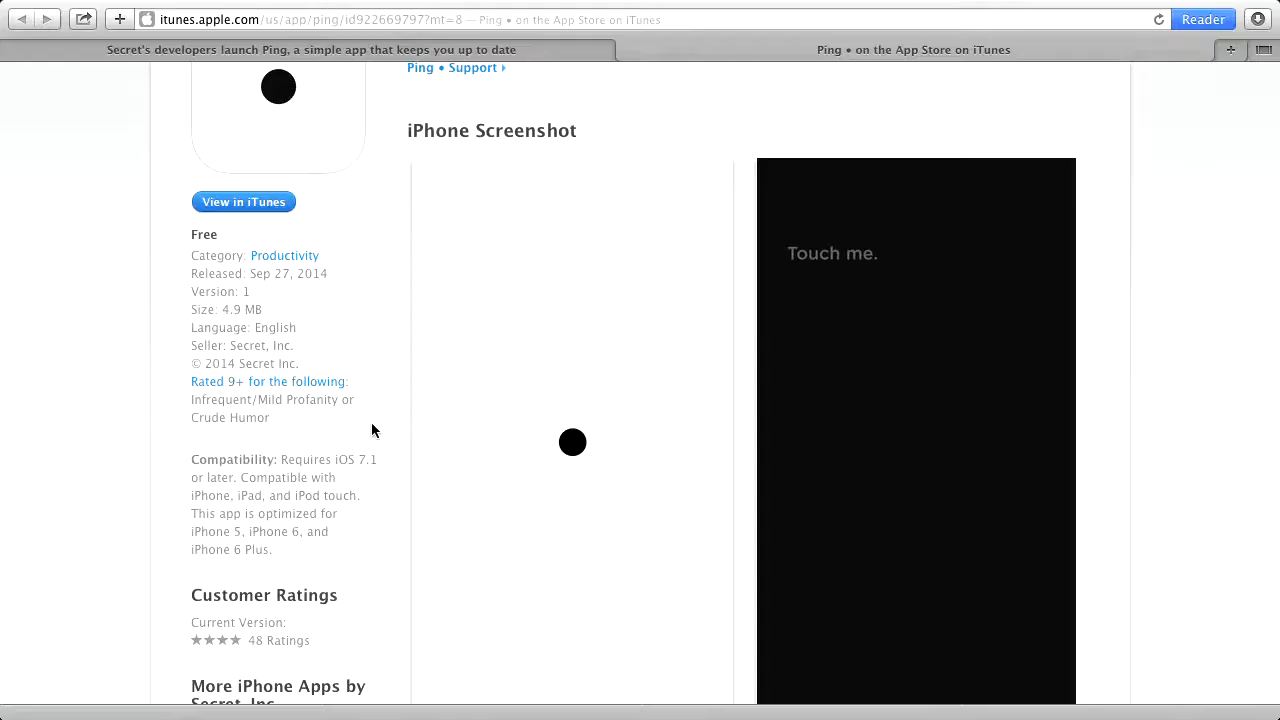 itunes.apple.com/us/app/ping/id922669797?mt=8 — Ping • on the App Store on iTunes
Reader
Secret's developers launch Ping, a simple app that keeps you up to date
Ping • on the App Store on iTunes
Ping • Support
iPhone Screenshot
View in iTunes
Free
Category: Productivity
Released: Sep 27, 2014
Version: 1
Size: 4.9 MB
Language: English
Seller: Secret, Inc.
© 2014 Secret Inc.
Rated 9+ for the following:
Infrequent/Mild Profanity or
Crude Humor
Compatibility: Requires iOS 7.1
or later. Compatible with
iPhone, iPad, and iPod touch.
This app is optimized for
iPhone 5, iPhone 6, and
iPhone 6 Plus.
Customer Ratings
Current Version:
★★★★ 48 Ratings
More iPhone Apps by
Secret, Inc.
Touch me.